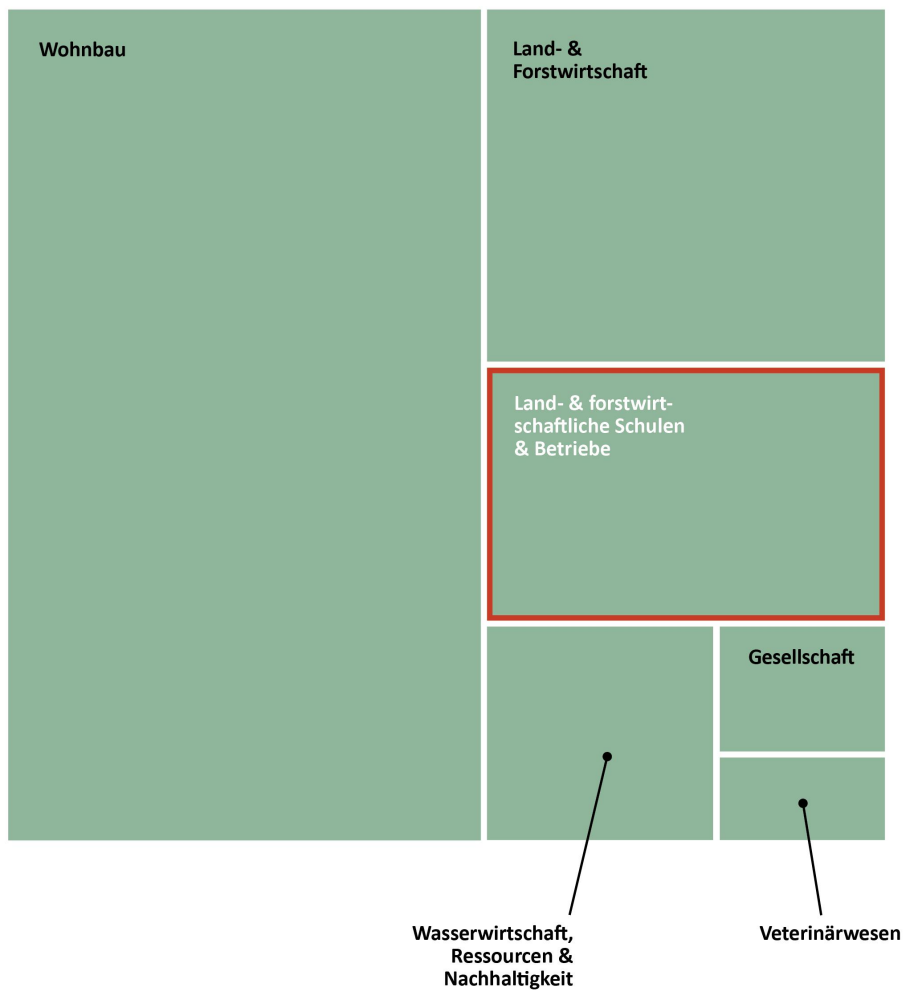 Wohnbau
Land- &
Forstwirtschaft
Land- & forstwirt-
schaftliche Schulen
& Betriebe
Gesellschaft
Wasserwirtschaft,
Ressourcen &
Nachhaltigkeit
Veterinärwesen